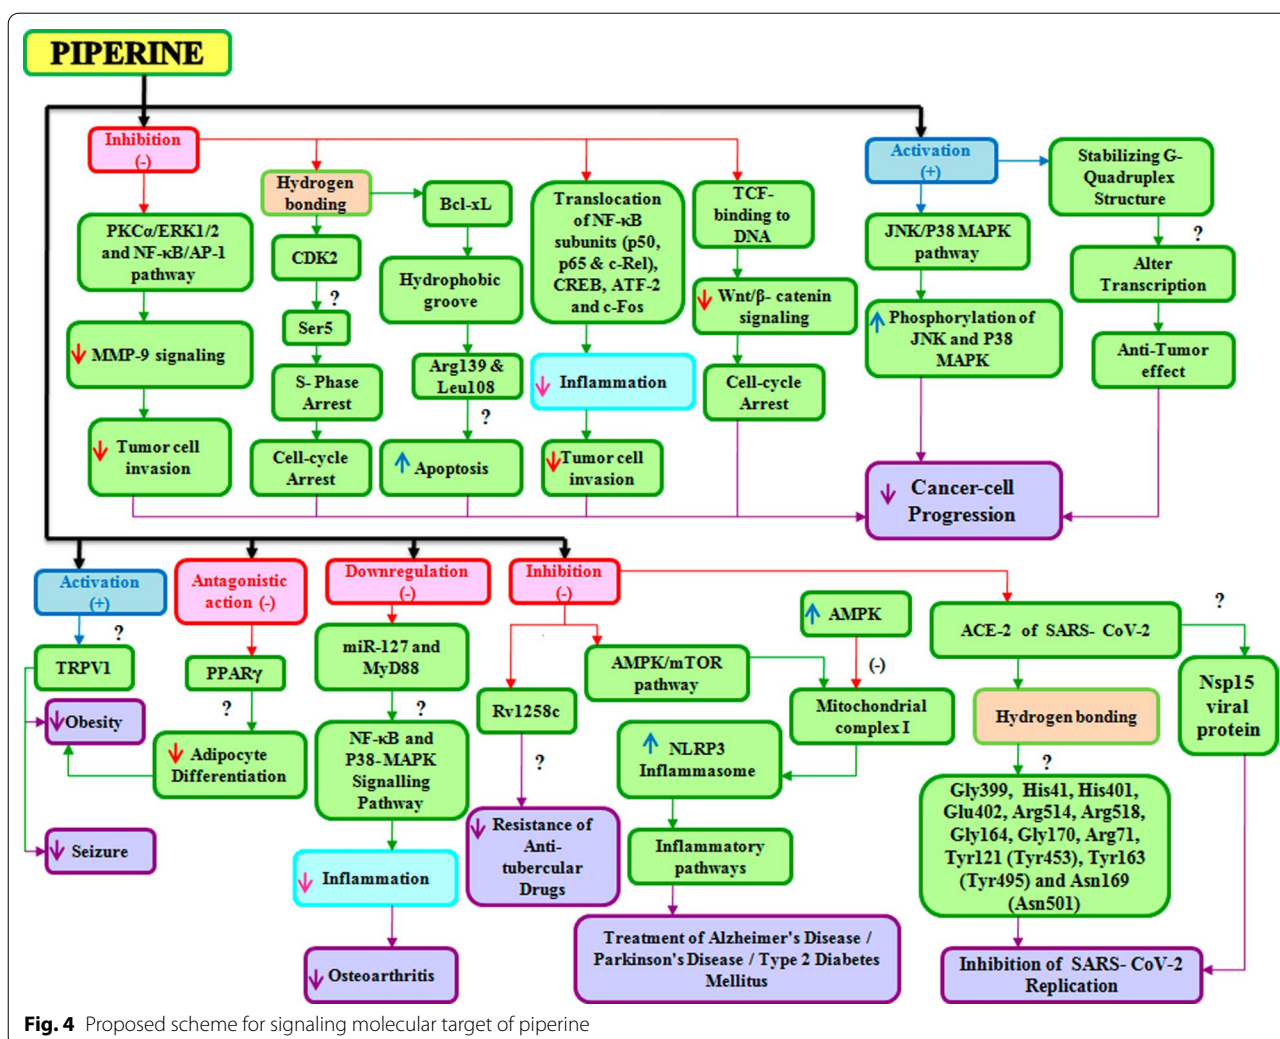 PIPERINE
Inhibition
(-)
PKCα/ERK1/2
and NF-κB/AP-1
pathway
MMP-9 signaling
Tumor cell
invasion
Hydrogen
bonding
CDK2
?
Ser5
S- Phase
Arrest
Cell-cycle
Arrest
Bcl-xL
Hydrophobic
groove
Arg139 &
Leu108
?
Apoptosis
Translocation
of NF-κB
subunits (p50,
p65 & c-Rel),
CREB, ATF-2
and c-Fos
Inflammation
Tumor cell
invasion
TCF-
binding to
DNA
Wnt/β- catenin
signaling
Cell-cycle
Arrest
Activation
(+)
JNK/P38 MAPK
pathway
Phosphorylation of
JNK and P38
MAPK
Stabilizing G-
Quadruplex
Structure
?
Alter
Transcription
Anti-Tumor
effect
Cancer-cell
Progression
Activation
(+)
?
TRPV1
Obesity
Seizure
Antagonistic
action (-)
PPARγ
?
Adipocyte
Differentiation
Downregulation
(-)
miR-127 and
MyD88
?
NF-κB and
P38- MAPK
Signalling
Pathway
Inflammation
Osteoarthritis
Inhibition
(-)
Rv1258c
?
Resistance of
Anti-
tubercular
Drugs
AMPK/mTOR
pathway
AMPK
(-)
Mitochondrial
complex I
NLRP3
Inflammasome
Inflammatory
pathways
Treatment of Alzheimer's Disease /
Parkinson's Disease / Type 2 Diabetes
Mellitus
ACE-2 of SARS- CoV-2
?
Hydrogen bonding
?
Gly399, His41, His401,
Glu402, Arg514, Arg518,
Gly164, Gly170, Arg71,
Tyr121 (Tyr453), Tyr163
(Tyr495) and Asn169
(Asn501)
Nsp15
viral
protein
Inhibition of SARS- CoV-2
Replication
Fig. 4 Proposed scheme for signaling molecular target of piperine